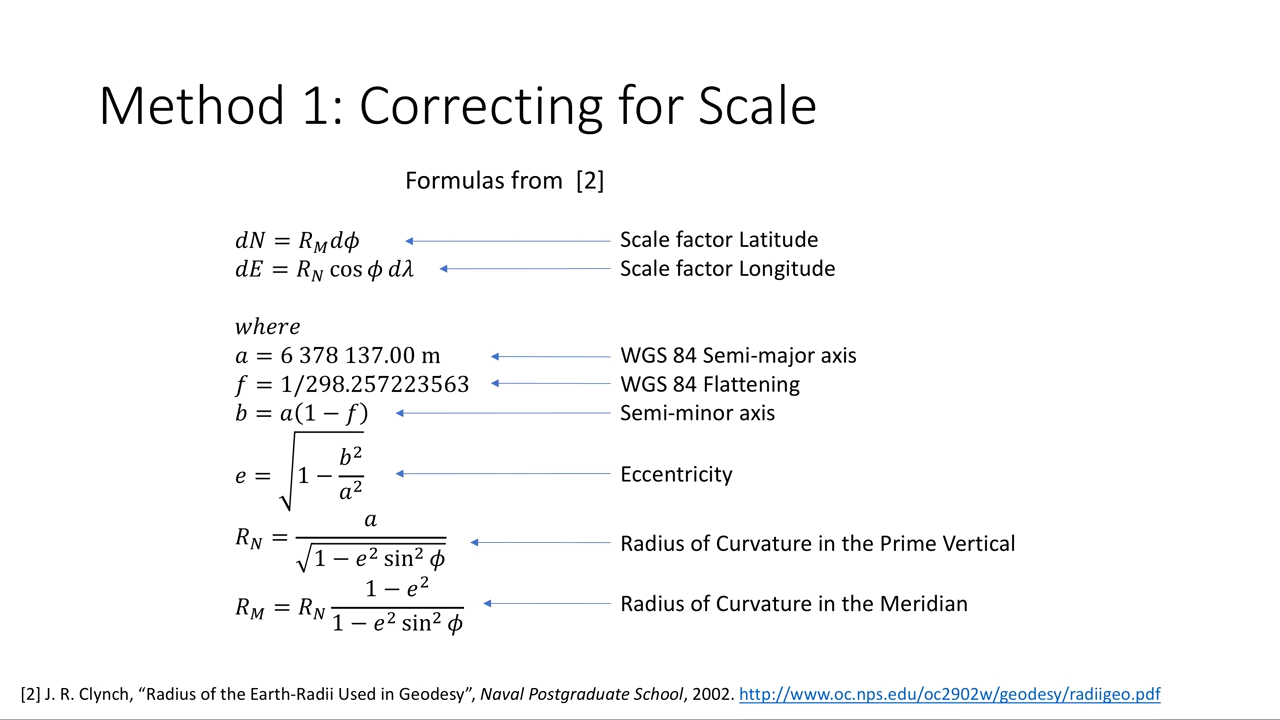 Method 1: Correcting for Scale
Formulas from [2]
dN = R_M dϕ Scale factor Latitude
dE = R_N cos ϕ dλ Scale factor Longitude
where
a = 6 378 137.00 m WGS 84 Semi-major axis
f = 1/298.257223563 WGS 84 Flattening
b = a(1 − f) Semi-minor axis
e = √(1 − b²/a²) Eccentricity
R_N = a/√(1 − e² sin² ϕ) Radius of Curvature in the Prime Vertical
R_M = R_N (1 − e²)/(1 − e² sin² ϕ) Radius of Curvature in the Meridian
[2] J. R. Clynch, “Radius of the Earth-Radii Used in Geodesy”, Naval Postgraduate School, 2002. http://www.oc.nps.edu/oc2902w/geodesy/radiigeo.pdf